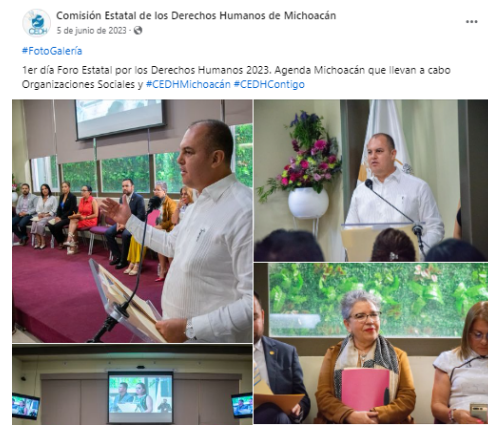 Comisión Estatal de los Derechos Humanos de Michoacán
CEDH
5 de junio de 2023 ·
#FotoGalería
1er día Foro Estatal por los Derechos Humanos 2023. Agenda Michoacán que llevan a cabo
Organizaciones Sociales y #CEDHMichoacán #CEDHContigo